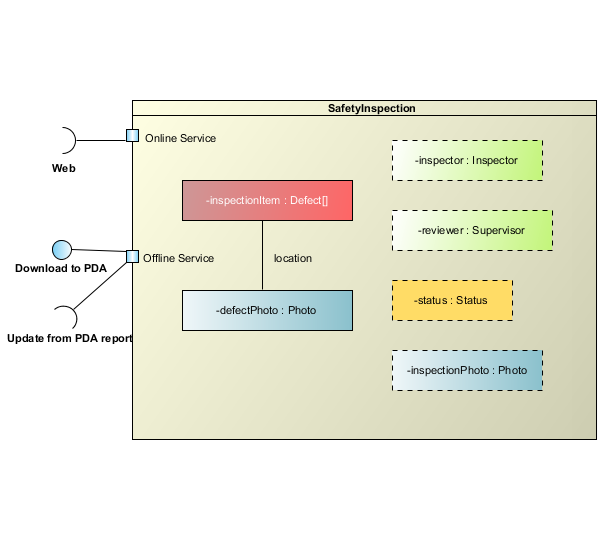 SafetyInspection
Online Service
Web
-inspector : Inspector
-inspectionItem : Defect[]
-reviewer : Supervisor
Offline Service
location
Download to PDA
-status : Status
-defectPhoto : Photo
Update from PDA report
-inspectionPhoto : Photo